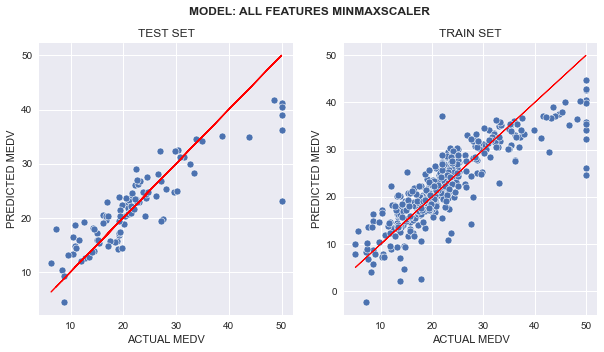 MODEL: ALL FEATURES MINMAXSCALER
TEST SET
PREDICTED MEDV
50
40
30
20
10
10 20 30 40 50
ACTUAL MEDV
TRAIN SET
PREDICTED MEDV
50
40
30
20
10
0
10 20 30 40 50
ACTUAL MEDV